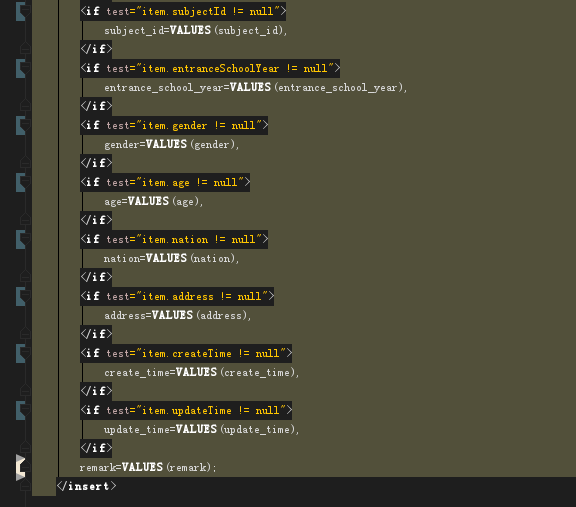 <if test="item.subjectId != null">
subject_id=VALUES(subject_id),
</if>
<if test="item.entranceSchoolYear != null">
entrance_school_year=VALUES(entrance_school_year),
</if>
<if test="item.gender != null">
gender=VALUES(gender),
</if>
<if test="item.age != null">
age=VALUES(age),
</if>
<if test="item.nation != null">
nation=VALUES(nation),
</if>
<if test="item.address != null">
address=VALUES(address),
</if>
<if test="item.createTime != null">
create_time=VALUES(create_time),
</if>
<if test="item.updateTime != null">
update_time=VALUES(update_time),
</if>
remark=VALUES(remark);
</insert>